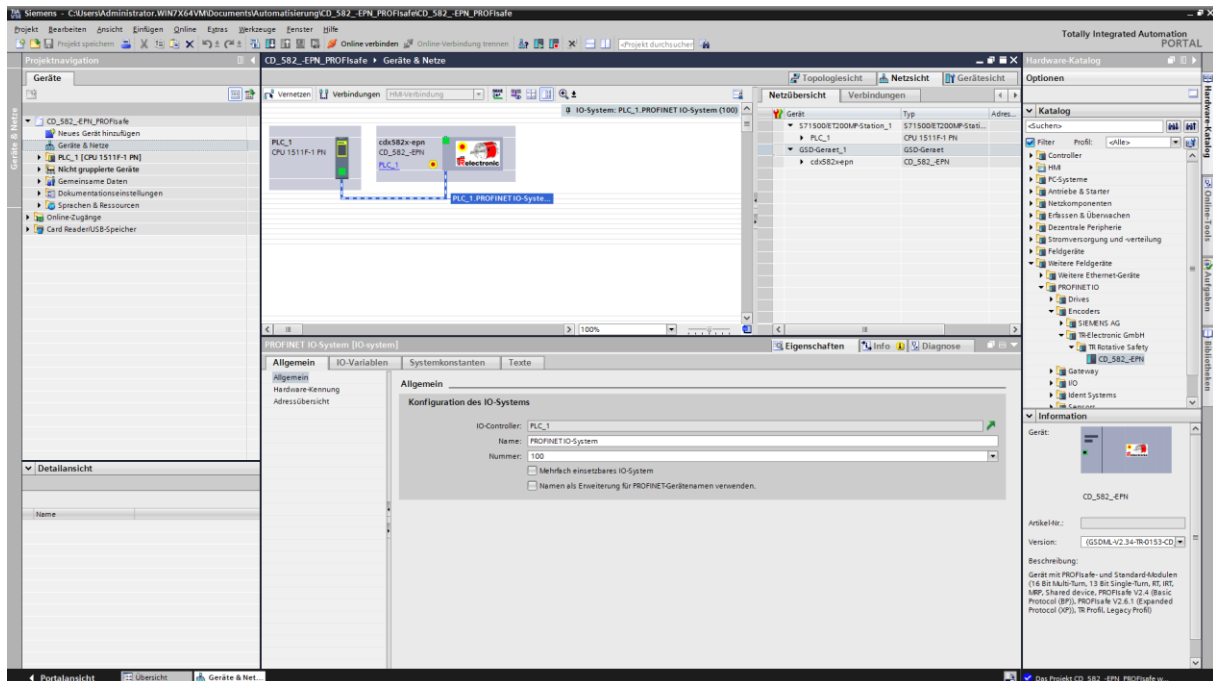 Siemens - C:\Users\Administrator.WIN7X64VM\Documents\Automatisierung\CD_582_-EPN_PROFIsafe\CD_582_-EPN_PROFIsafe
Projekt Bearbeiten Ansicht Einfügen Online Extras Werkzeuge Fenster Hilfe
Projekt speichern
Online verbinden
Online-Verbindung trennen
<Projekt durchsuchen
Totally Integrated Automation
PORTAL
Projektnavigation
Geräte
CD_582_-EPN_PROFIsafe
Neues Gerät hinzufügen
Geräte & Netze
PLC_1 [CPU 1511F-1 PN]
Nicht gruppierte Geräte
Gemeinsame Daten
Dokumentationseinstellungen
Sprachen & Ressourcen
Online-Zugänge
Card Reader/USB-Speicher
Detailansicht
Name
CD_582_-EPN_PROFIsafe ▸ Geräte & Netze
Topologiesicht
Netzsicht
Gerätesicht
Vernetzen
Verbindungen
HMI-Verbindung
IO-System: PLC_1.PROFINET IO-System (100)
PLC_1
CPU 1511F-1 PN
cdx582x-epn
CD_582_-EPN
PLC_1
TRelectronic
PLC_1.PROFINET IO-Syste...
100%
Netzübersicht
Verbindungen
Gerät Typ Adres...
S71500/ET200MP-Station_1 S71500/ET200MP-Stati...
PLC_1 CPU 1511F-1 PN
GSD-Geraet_1 GSD-Geraet
cdx582x-epn CD_582_-EPN
PROFINET IO-System [IO-system]
Eigenschaften
Info
Diagnose
Allgemein
IO-Variablen
Systemkonstanten
Texte
Allgemein
Hardware-Kennung
Adressübersicht
Allgemein
Konfiguration des IO-Systems
IO-Controller: PLC_1
Name: PROFINET IO-System
Nummer: 100
Mehrfach einsetzbares IO-System
Namen als Erweiterung für PROFINET-Gerätenamen verwenden.
Hardware-Katalog
Optionen
Katalog
<Suchen>
Filter Profil: <Alle>
Controller
HMI
PC-Systeme
Antriebe & Starter
Netzkomponenten
Erfassen & Überwachen
Dezentrale Peripherie
Stromversorgung und -verteilung
Feldgeräte
Weitere Feldgeräte
Weitere Ethernet-Geräte
PROFINET IO
Drives
Encoders
SIEMENS AG
TR-Electronic GmbH
TR Rotative Safety
CD_582_-EPN
Gateway
I/O
Ident Systems
Sensors
Information
Gerät:
CD_582_-EPN
Artikel-Nr.:
Version: (GSDML-V2.34-TR-0153-CD
Beschreibung:
Gerät mit PROFIsafe- und Standard-Modulen
(16 Bit Multi-Turn, 13 Bit Single-Turn, RT, IRT,
MRP, Shared device, PROFIsafe V2.4 (Basic
Protocol (BP)), PROFIsafe V2.6.1 (Expanded
Protocol (XP)), TR Profil, Legacy Profil)
Hardware-Katalog
Online-Tools
Aufgaben
Bibliotheken
Portalansicht
Übersicht
Geräte & Net...
Das Projekt CD_582_-EPN_PROFIsafe w...